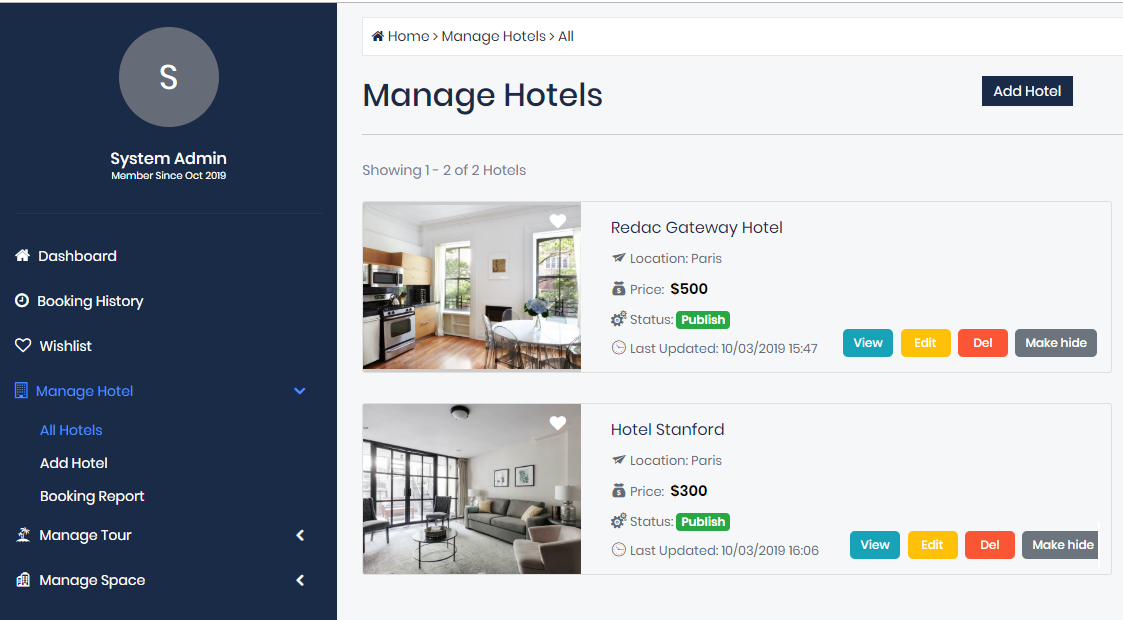 S
System Admin
Member Since Oct 2019
Dashboard
Booking History
Wishlist
Manage Hotel
All Hotels
Add Hotel
Booking Report
Manage Tour
Manage Space
Home > Manage Hotels > All
Manage Hotels
Add Hotel
Showing 1 - 2 of 2 Hotels
Redac Gateway Hotel
Location: Paris
Price: $500
Status: Publish
Last Updated: 10/03/2019 15:47
View Edit Del Make hide
Hotel Stanford
Location: Paris
Price: $300
Status: Publish
Last Updated: 10/03/2019 16:06
View Edit Del Make hide